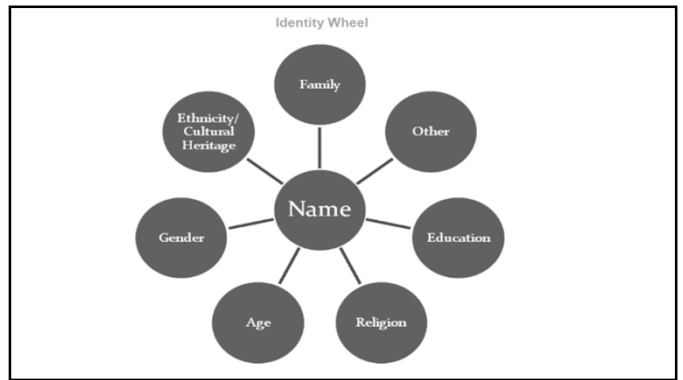 Identity Wheel
Family
Other
Education
Religion
Age
Gender
Ethnicity/
Cultural
Heritage
Name